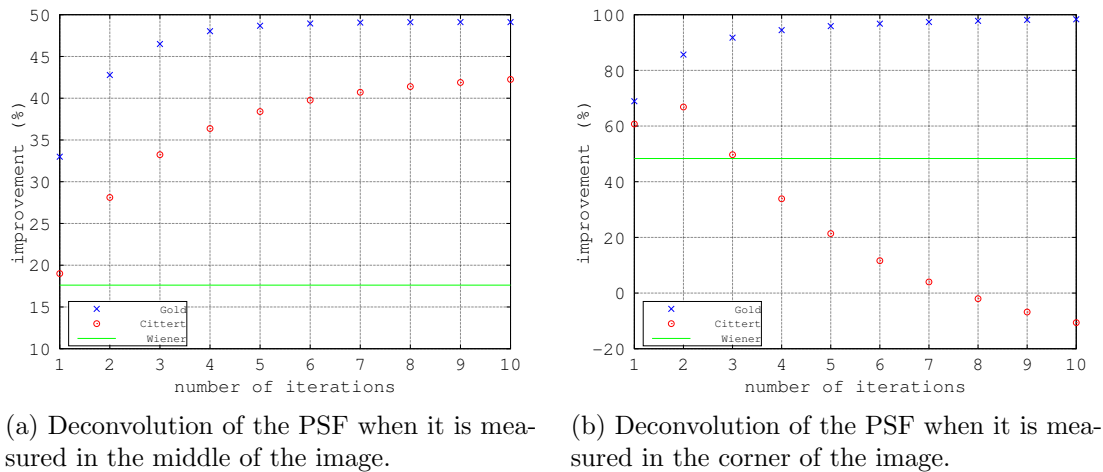 50
45
40
35
30
25
20
15
10
improvement (%)
Gold
Cittert
Wiener
1 2 3 4 5 6 7 8 9 10
number of iterations
100
80
60
40
20
0
−20
improvement (%)
Gold
Cittert
Wiener
1 2 3 4 5 6 7 8 9 10
number of iterations
(a) Deconvolution of the PSF when it is mea-
sured in the middle of the image.
(b) Deconvolution of the PSF when it is mea-
sured in the corner of the image.